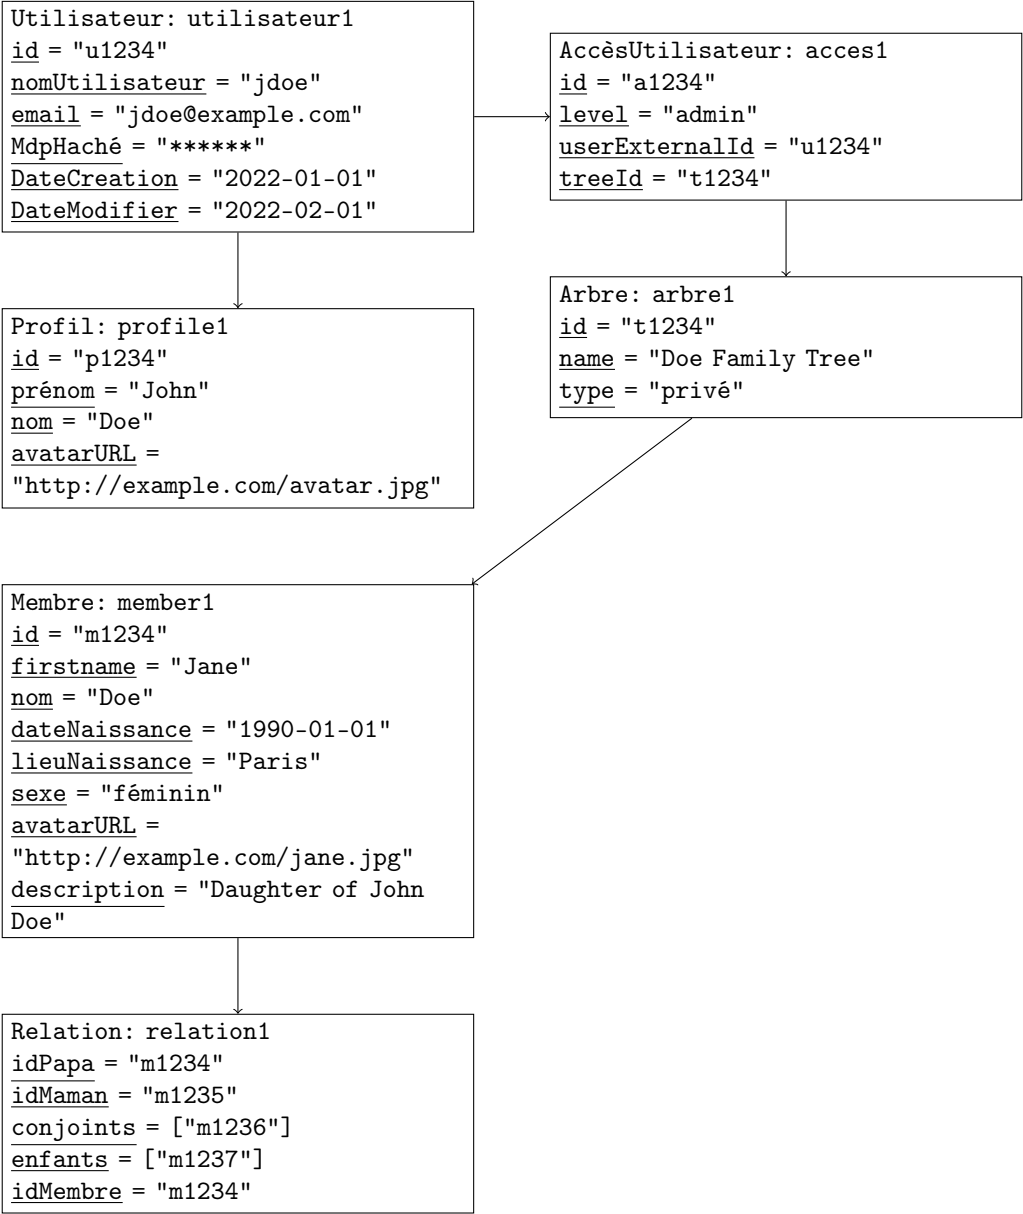 Utilisateur: utilisateur1
id = "u1234"
nomUtilisateur = "jdoe"
email = "jdoe@example.com"
MdpHaché = "******"
DateCreation = "2022-01-01"
DateModifier = "2022-02-01"
AccèsUtilisateur: acces1
id = "a1234"
level = "admin"
userExternalId = "u1234"
treeId = "t1234"
Profil: profile1
id = "p1234"
prénom = "John"
nom = "Doe"
avatarURL =
"http://example.com/avatar.jpg"
Arbre: arbre1
id = "t1234"
name = "Doe Family Tree"
type = "privé"
Membre: member1
id = "m1234"
firstname = "Jane"
nom = "Doe"
dateNaissance = "1990-01-01"
lieuNaissance = "Paris"
sexe = "féminin"
avatarURL =
"http://example.com/jane.jpg"
description = "Daughter of John
Doe"
Relation: relation1
idPapa = "m1234"
idMaman = "m1235"
conjoints = ["m1236"]
enfants = ["m1237"]
idMembre = "m1234"